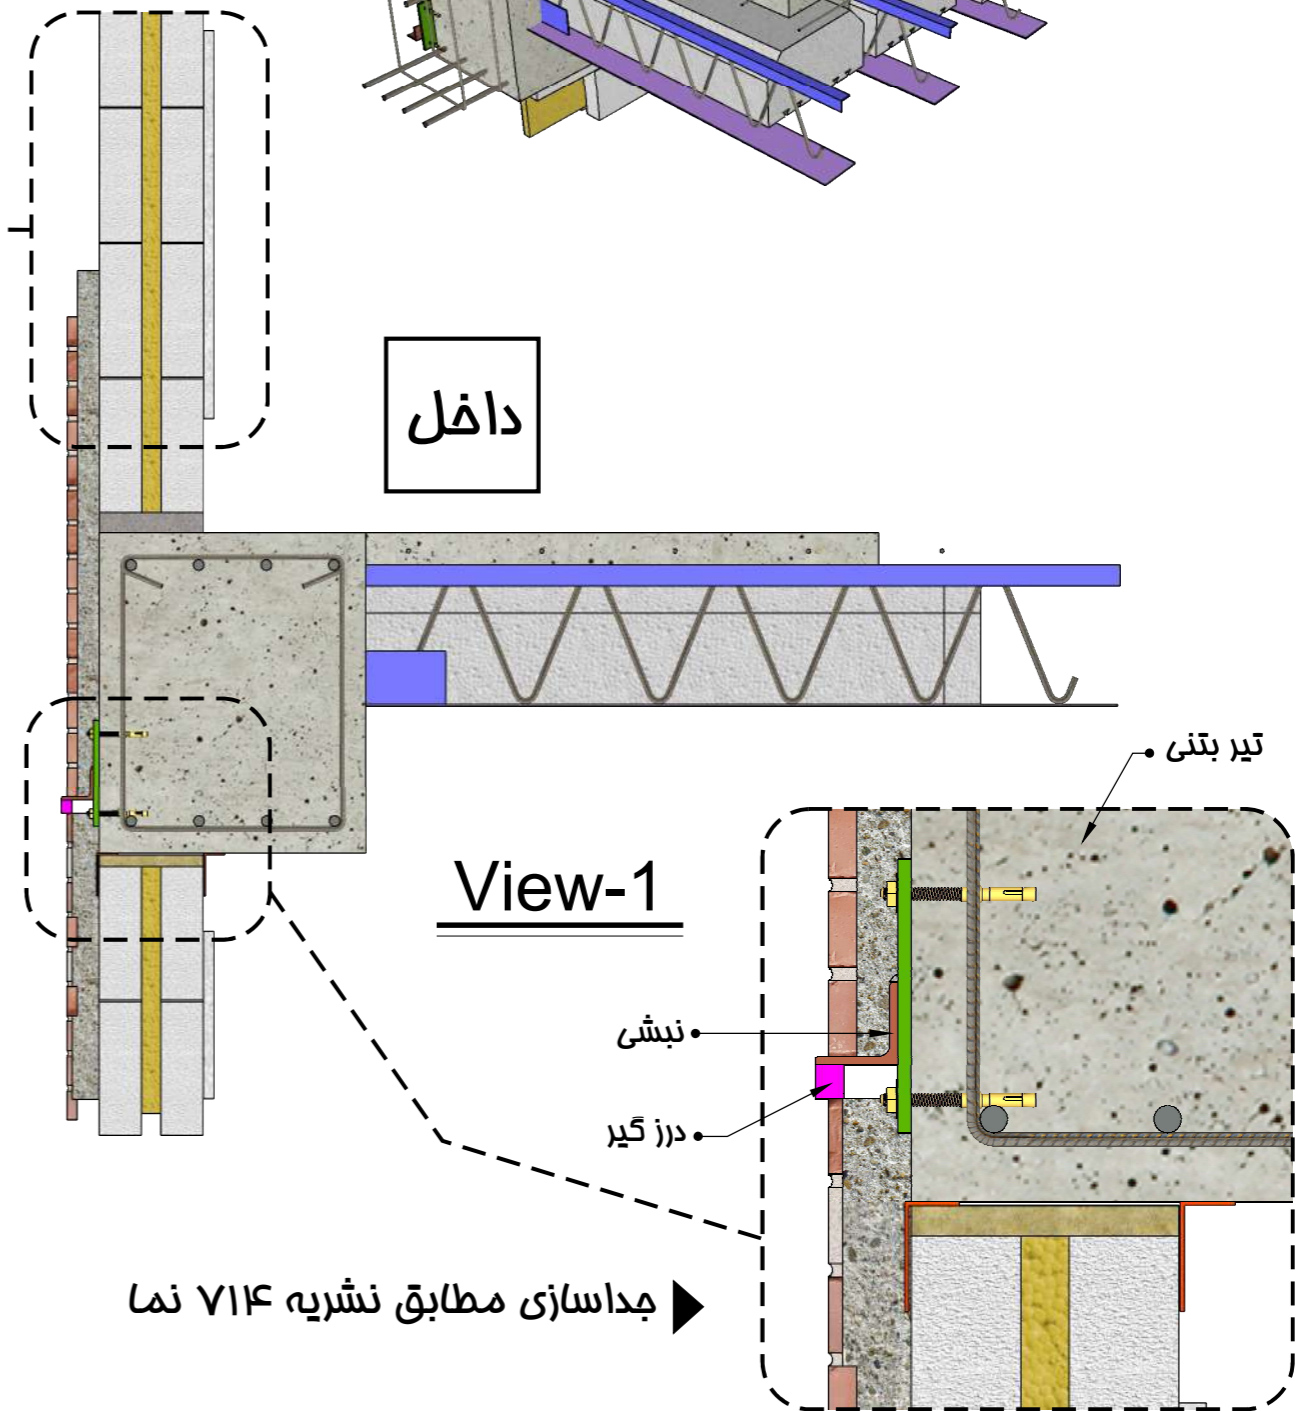 داخل
تیر بتنی
View-1
نبشی
درز گیر
جداسازی مطابق نشریه ۷۱۴ نما